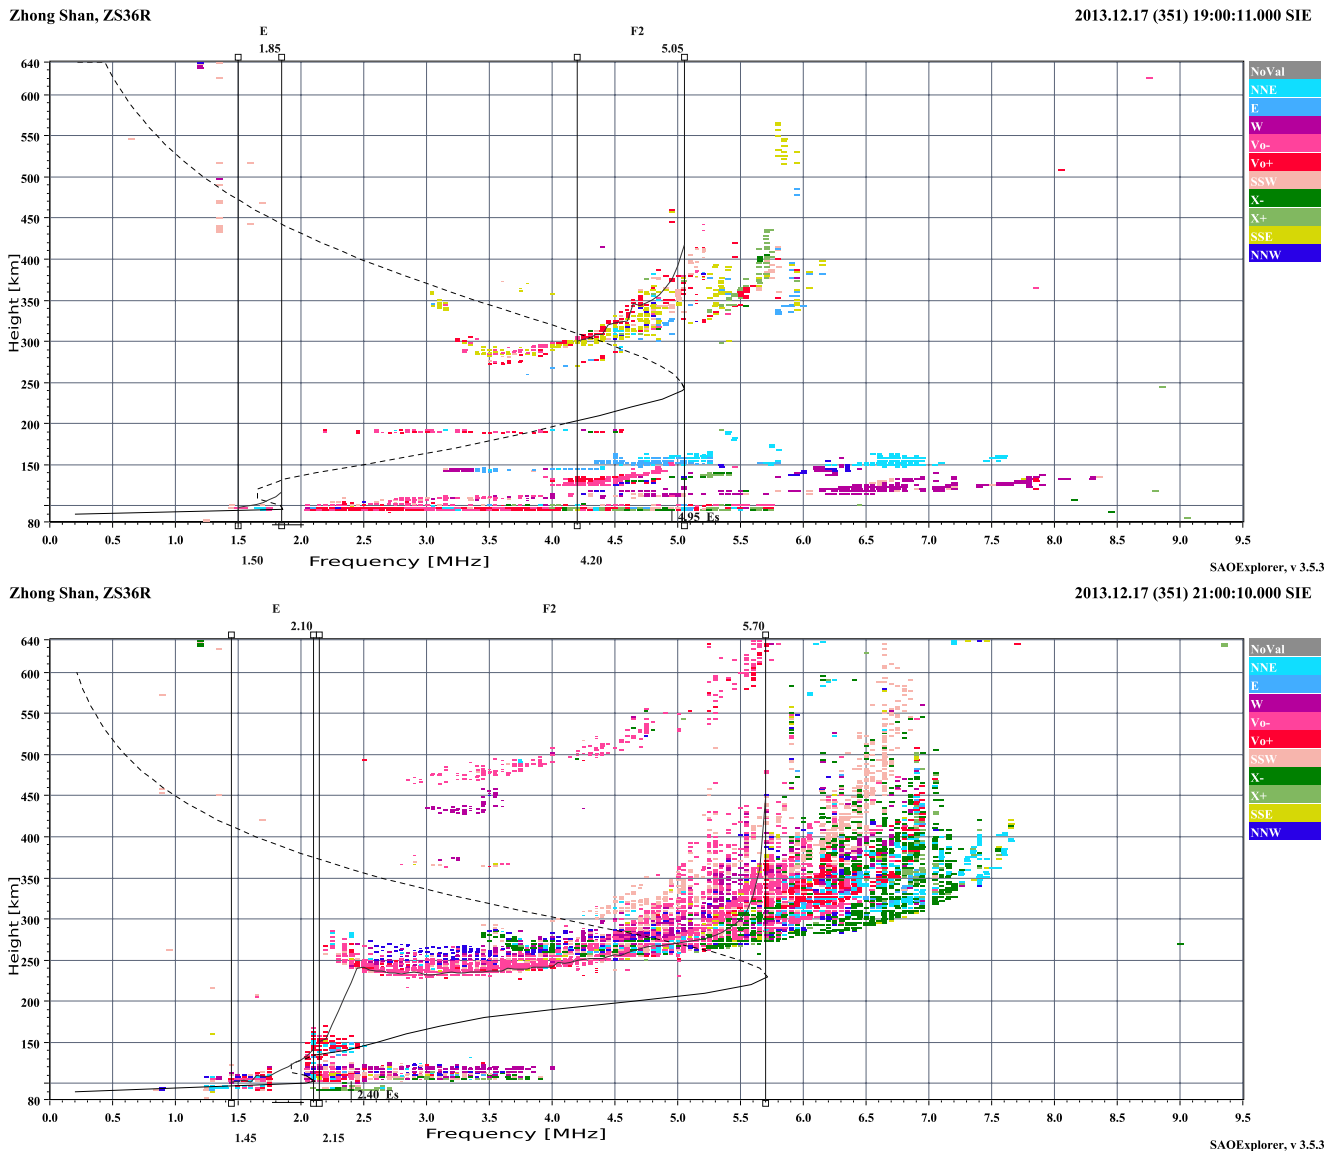 Zhong Shan, ZS36R
2013.12.17 (351) 19:00:11.000 SIE
E
F2
1.85
5.05
640
600
550
500
450
400
350
300
250
200
150
80
Height [km]
NoVal
NNE
E
W
Vo-
Vo+
SSW
X-
X+
SSE
NNW
4.95 Es
0.0 0.5 1.0 1.5 2.0 2.5 3.0 3.5 4.0 4.5 5.0 5.5 6.0 6.5 7.0 7.5 8.0 8.5 9.0 9.5
1.50
Frequency [MHz]
4.20
SAOExplorer, v 3.5.3
Zhong Shan, ZS36R
2013.12.17 (351) 21:00:10.000 SIE
E
F2
2.10
5.70
640
600
550
500
450
400
350
300
250
200
150
80
Height [km]
NoVal
NNE
E
W
Vo-
Vo+
SSW
X-
X+
SSE
NNW
2.40 Es
0.0 0.5 1.0 1.5 2.0 2.5 3.0 3.5 4.0 4.5 5.0 5.5 6.0 6.5 7.0 7.5 8.0 8.5 9.0 9.5
1.45
2.15
Frequency [MHz]
SAOExplorer, v 3.5.3